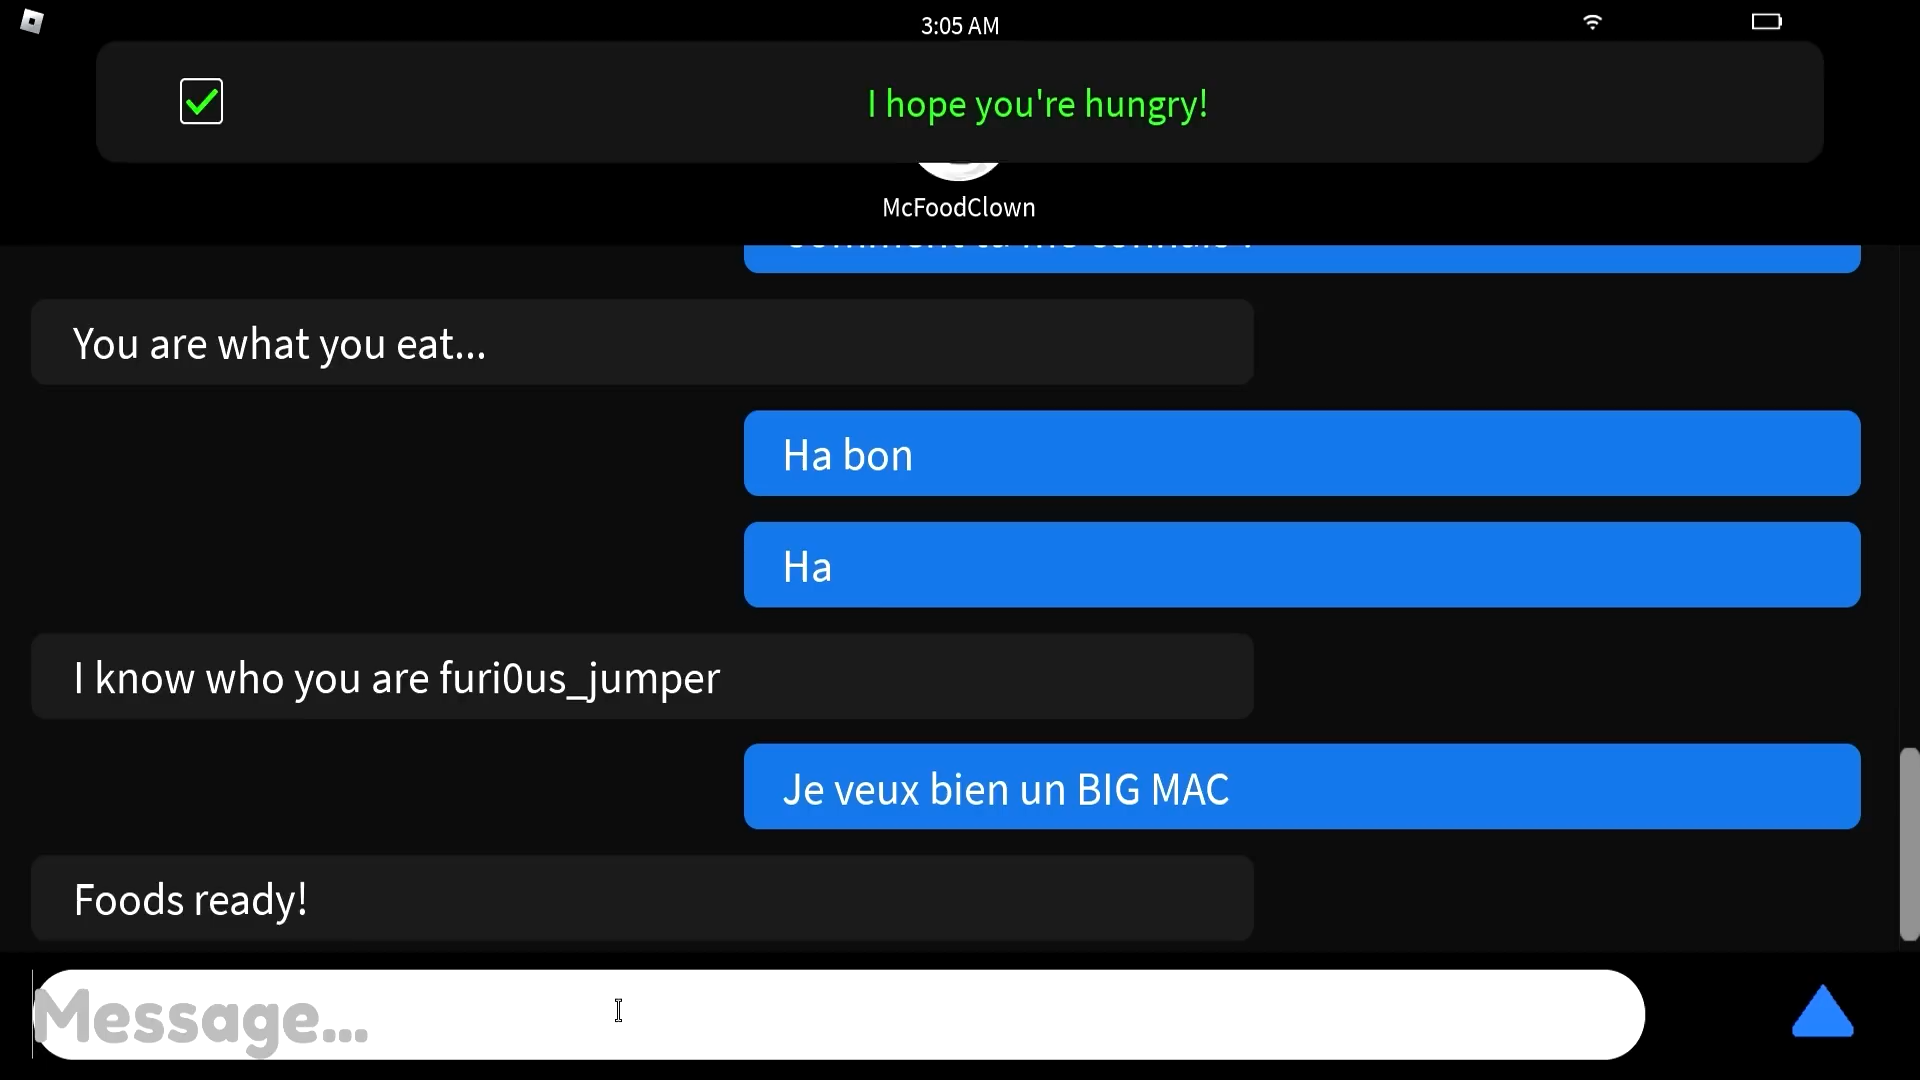 3:05 AM
I hope you're hungry!
McFoodClown
You are what you eat...
Ha bon
Ha
I know who you are furi0us_jumper
Je veux bien un BIG MAC
Foods ready!
Message...